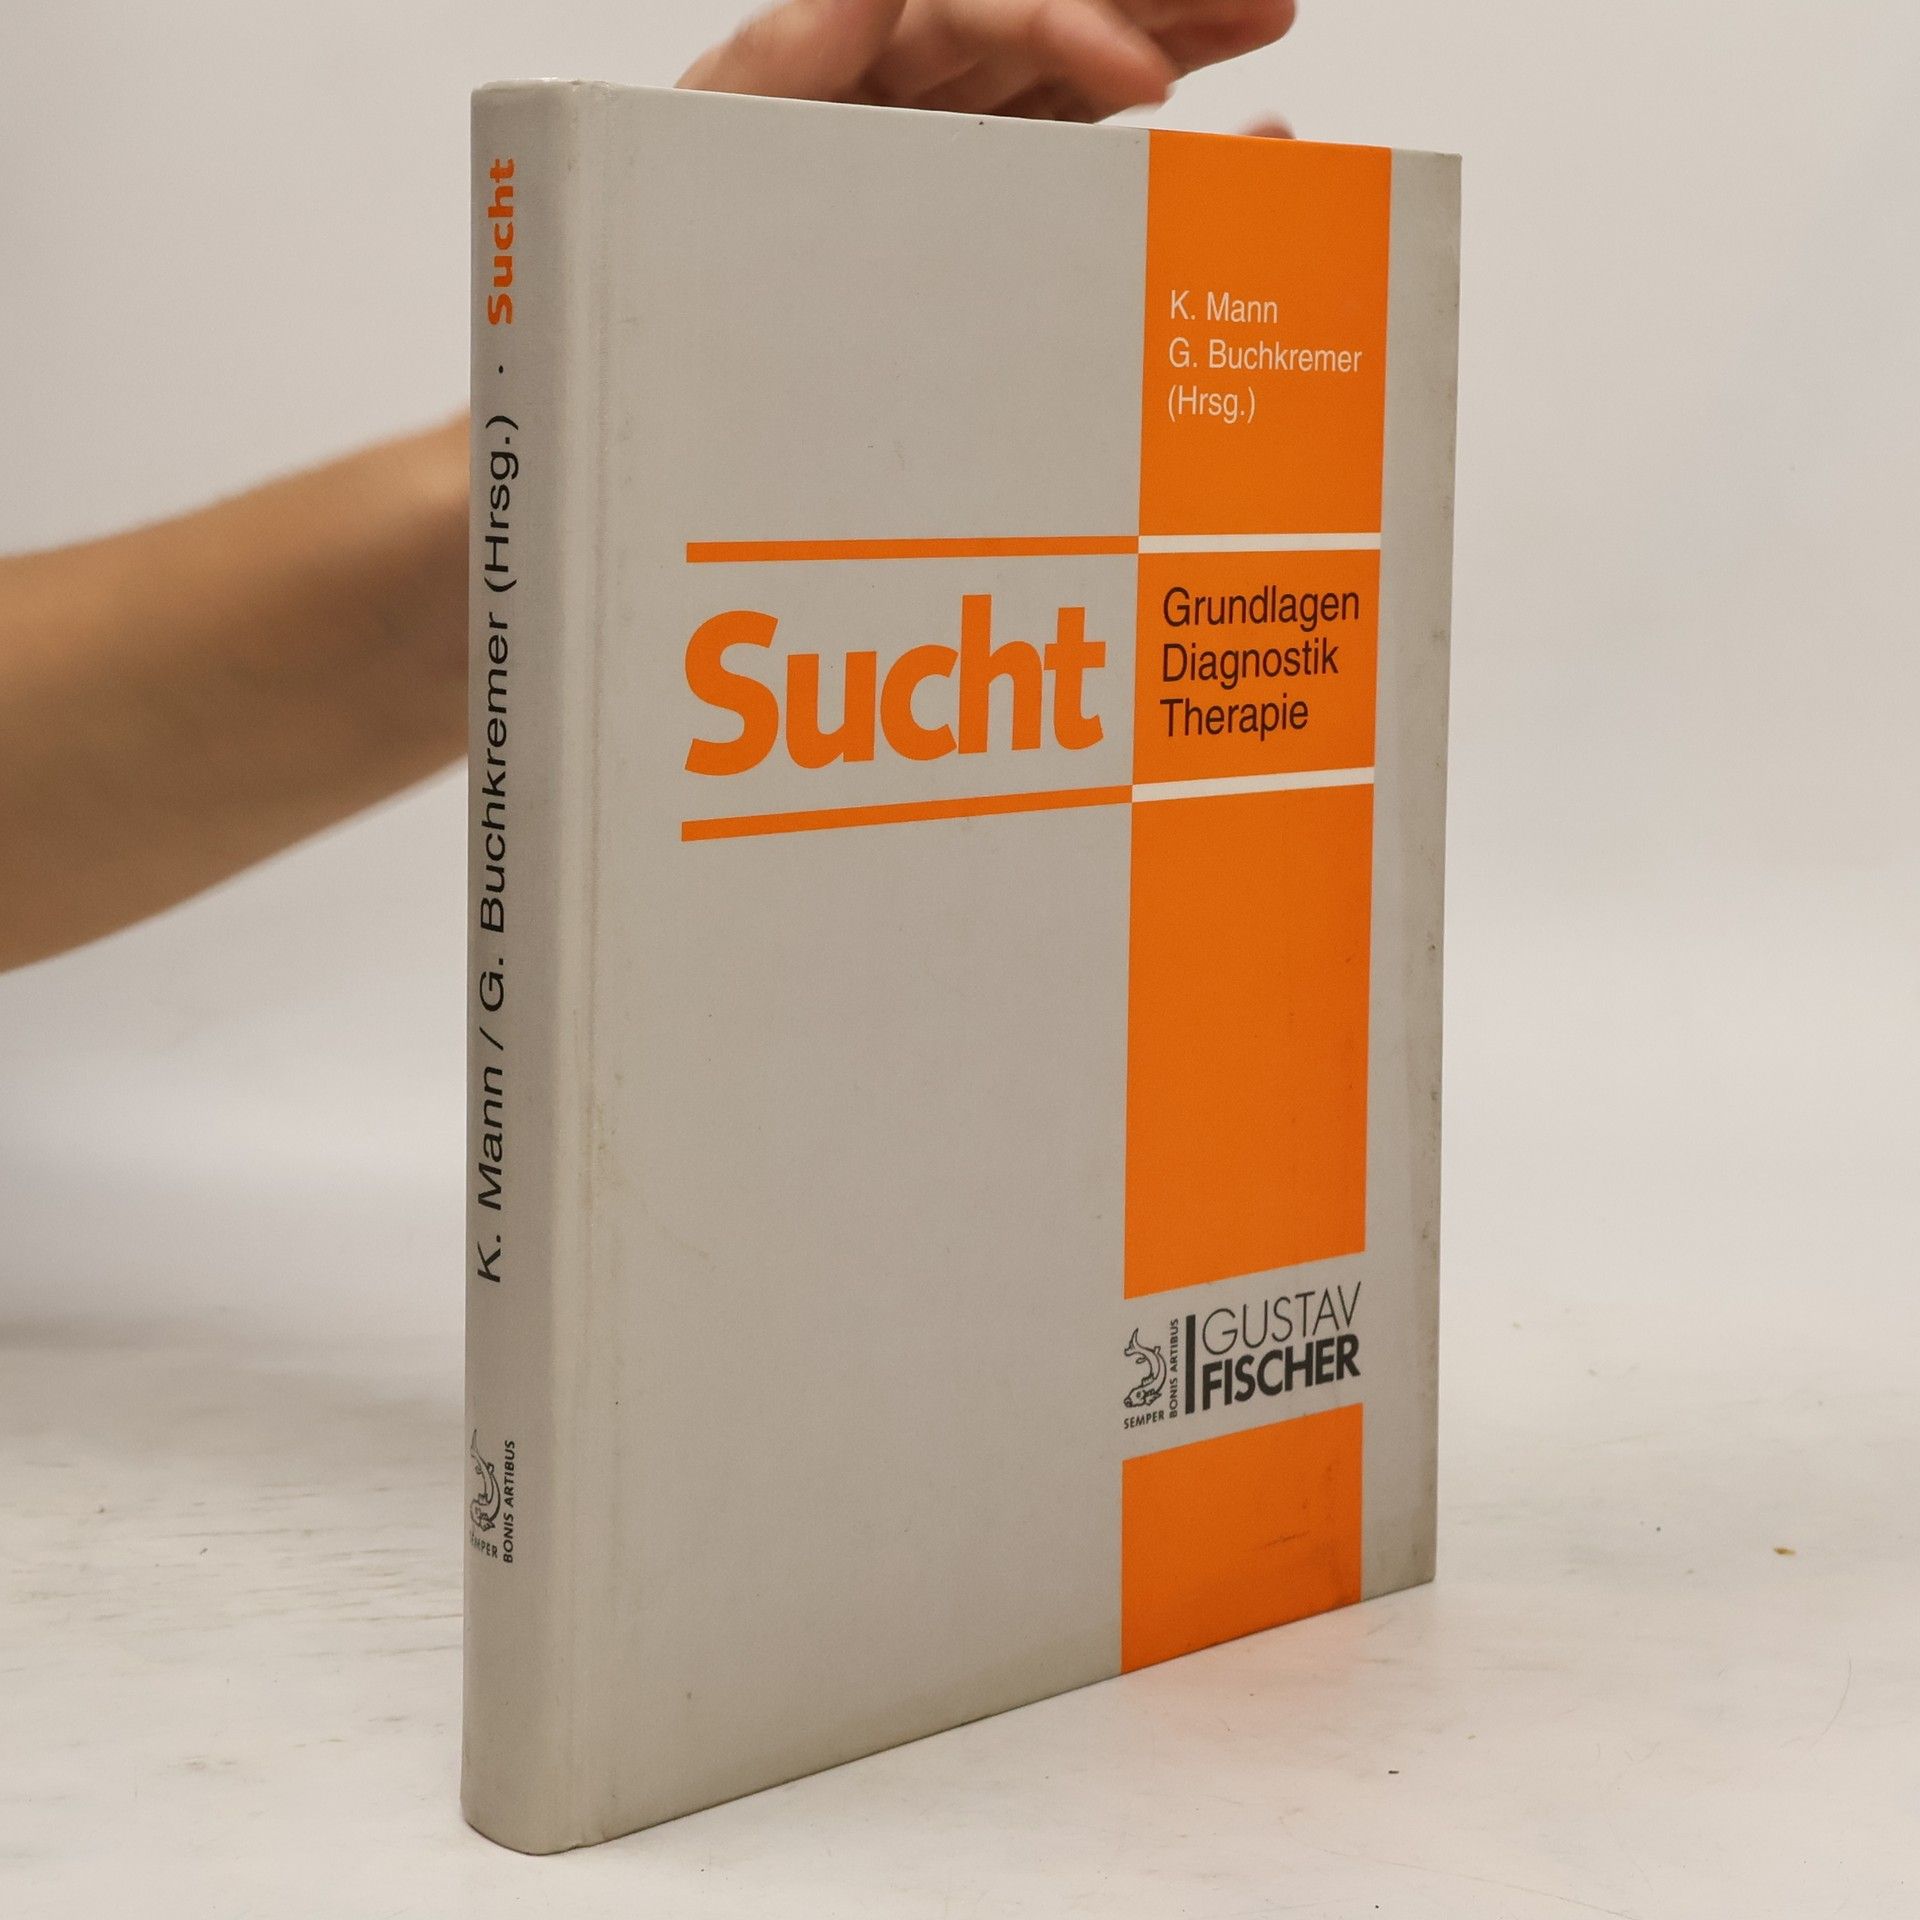 K. Mann / G. Buchkremer (Hrsg.) · Sucht
SEMPER
BONIS ARTIBUS
K. Mann
G. Buchkremer
(Hrsg.)
Sucht
Grundlagen
Diagnostik
Therapie
SEMPER
BONIS ARTIBUS
GUSTAV
FISCHER